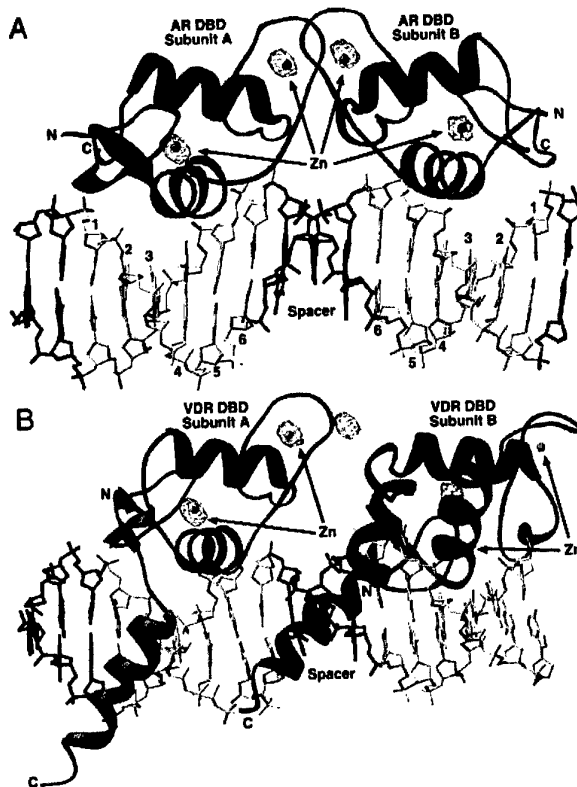 A
AR DBD
Subunit A
AR DBD
Subunit B
N
C
Zn
N
C
1
2
3
4
5
6
Spacer
1
2
3
4
5
6
B
VDR DBD
Subunit A
VDR DBD
Subunit B
N
Zn
Zn
N
Spacer
C
C